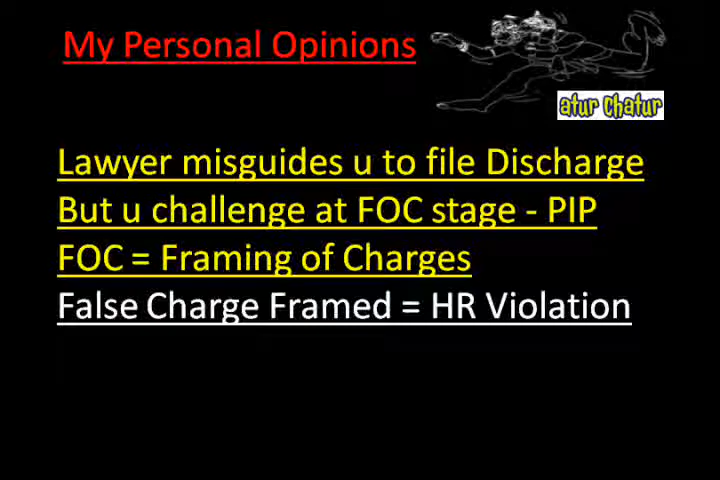 My Personal Opinions
atur chatur
Lawyer misguides u to file Discharge
But u challenge at FOC stage - PIP
FOC = Framing of Charges
False Charge Framed = HR Violation